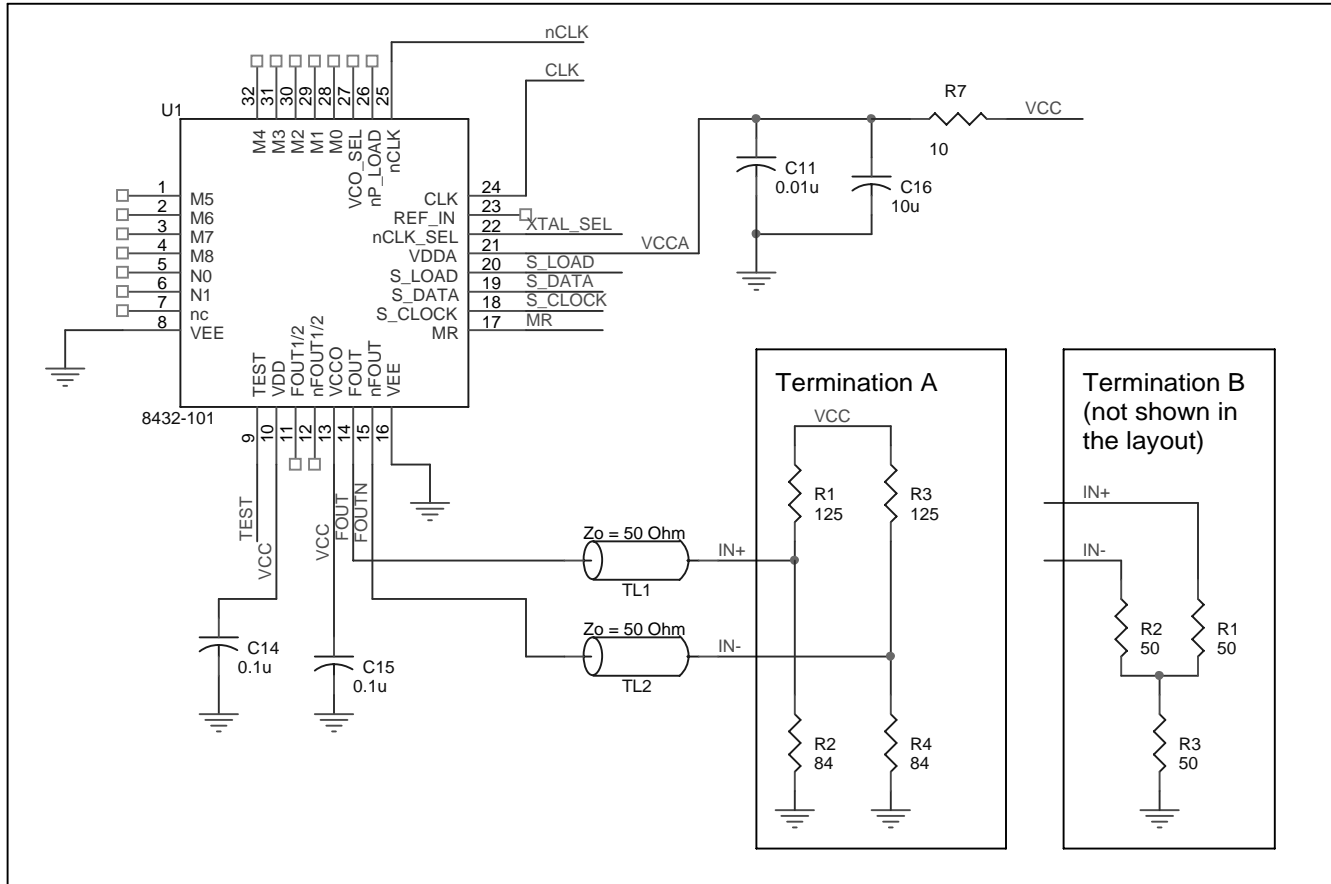 nCLK
CLK
U1
32
31
30
29
28
27
26
25
M4
M3
M2
M1
M0
VCO_SEL
nP_LOAD
nCLK
R7
VCC
10
C11
0.01u
C16
10u
1 M5
2 M6
3 M7
4 M8
5 N0
6 N1
7 nc
8 VEE
CLK 24
REF_IN 23
nCLK_SEL 22 XTAL_SEL
VDDA 21 VCCA
S_LOAD 20 S_LOAD
S_DATA 19 S_DATA
S_CLOCK 18 S_CLOCK
MR 17 MR
TEST
VDD
FOUT1/2
nFOUT1/2
VCCO
FOUT
nFOUT
VEE
8432-101
9
10
11
12
13
14
15
16
TEST
VCC
VCC
FOUT
FOUTN
C14
0.1u
C15
0.1u
Zo = 50 Ohm
TL1
IN+
Zo = 50 Ohm
TL2
IN-
Termination A
VCC
R1
125
R3
125
R2
84
R4
84
Termination B
(not shown in
the layout)
IN+
IN-
R2
50
R1
50
R3
50